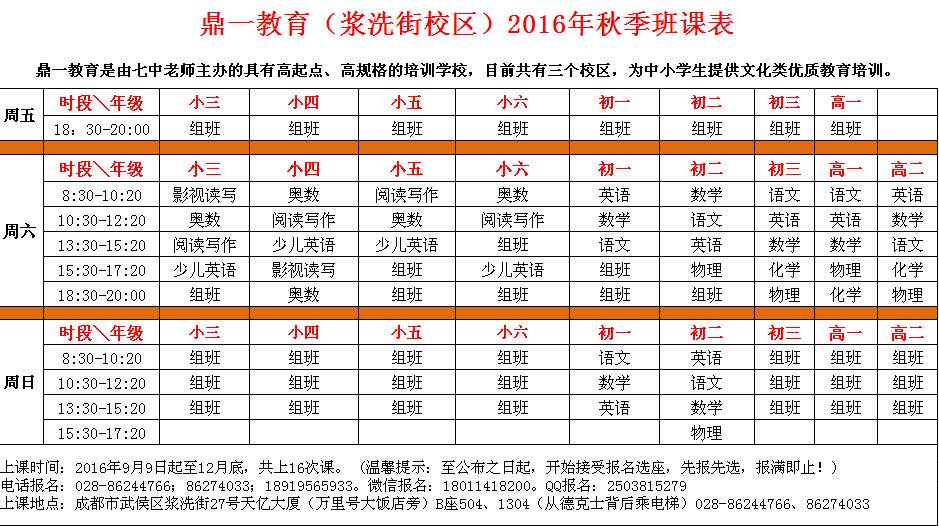 鼎一教育（浆洗街校区）2016年秋季班课表
鼎一教育是由七中老师主办的具有高起点、高规格的培训学校，目前共有三个校区，为中小学生提供文化类优质教育培训。
周五 时段＼年级 小三 小四 小五 小六 初一 初二 初三 高一
18：30-20:00 组班 组班 组班 组班 组班 组班 组班 组班
周六 时段＼年级 小三 小四 小五 小六 初一 初二 初三 高一 高二
8:30-10:20 影视读写 奥数 阅读写作 奥数 英语 数学 语文 语文 英语
10:30-12:20 奥数 阅读写作 奥数 阅读写作 数学 语文 英语 英语 数学
13:30-15:20 阅读写作 少儿英语 少儿英语 组班 语文 英语 数学 数学 语文
15:30-17:20 少儿英语 影视读写 组班 少儿英语 组班 物理 化学 物理 化学
18:30-20:00 组班 奥数 组班 组班 组班 组班 物理 化学 物理
周日 时段＼年级 小三 小四 小五 小六 初一 初二 初三 高一 高二
8:30-10:20 组班 组班 组班 组班 语文 英语 组班 组班 组班
10:30-12:20 组班 组班 组班 组班 数学 语文 组班 组班 组班
13:30-15:20 组班 组班 组班 组班 英语 数学 组班 组班 组班
15:30-17:20 物理
上课时间：2016年9月9日起至12月底，共上16次课。（温馨提示：至公布之日起，开始接受报名选座，先报先选，报满即止！）
电话报名：028-86244766；86274033；18919565933。微信报名：18011418200。QQ报名：2503815279
上课地点：成都市武侯区浆洗街27号天亿大厦（万里号大饭店旁）B座504、1304（从德克士背后乘电梯）028-86244766、86274033